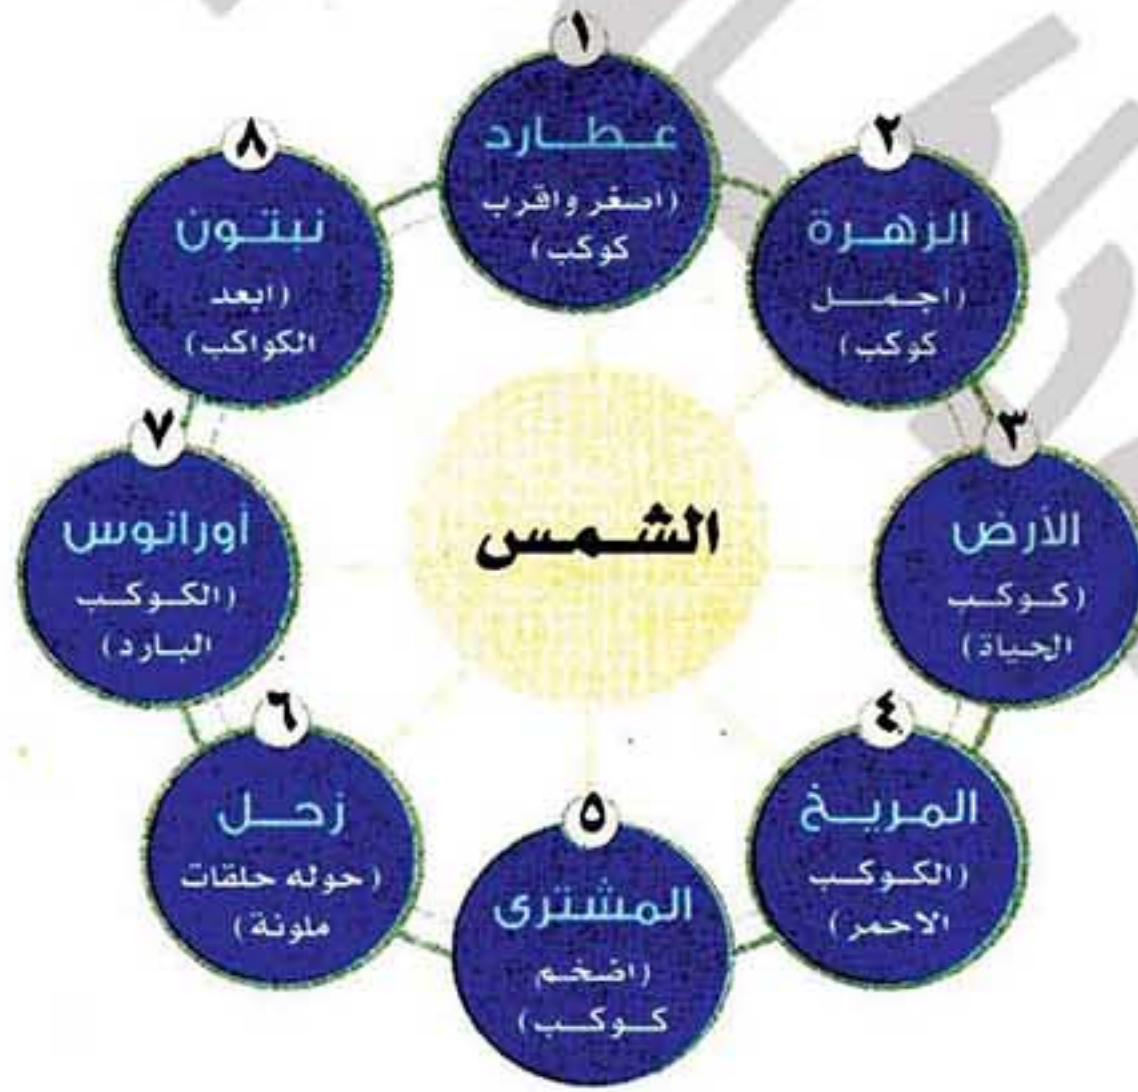 ١
عطارد
(اصغر واقرب
كوكب)
٢
الزهرة
(اجمل
كوكب)
٣
الأرض
(كوكب
الحياة)
٤
المريخ
(الكوكب
الاحمر)
٥
المشترى
(اضخم
كوكب)
٦
زحل
(حوله حلقات
ملونة)
٧
أورانوس
(الكوكب
البارد)
٨
نبتون
(ابعد
الكواكب)
الشمس